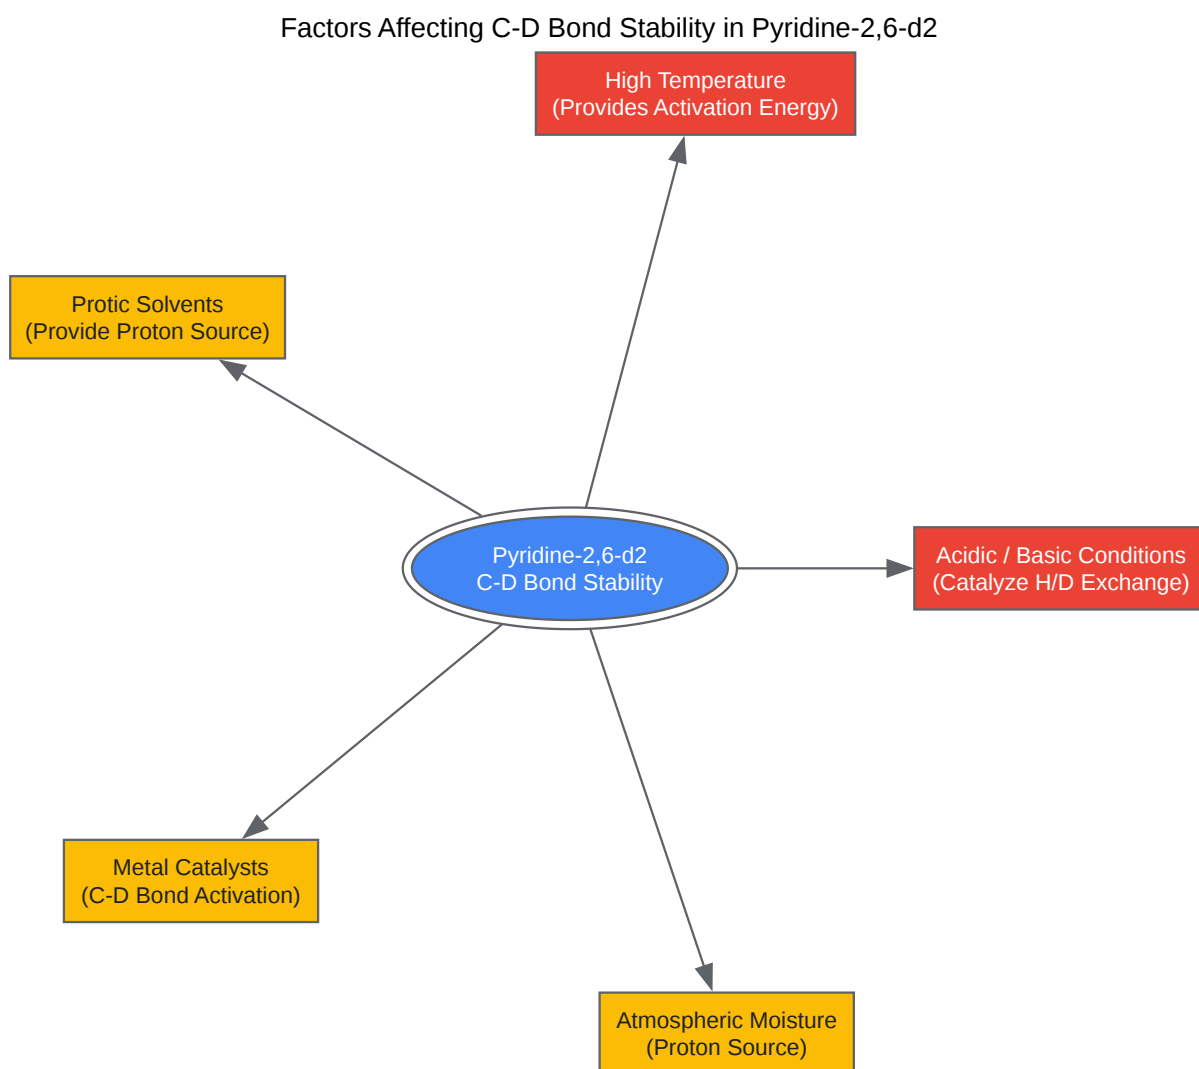 Factors Affecting C-D Bond Stability in Pyridine-2,6-d2
High Temperature
(Provides Activation Energy)
Protic Solvents
(Provide Proton Source)
Pyridine-2,6-d2
C-D Bond Stability
Acidic / Basic Conditions
(Catalyze H/D Exchange)
Metal Catalysts
(C-D Bond Activation)
Atmospheric Moisture
(Proton Source)